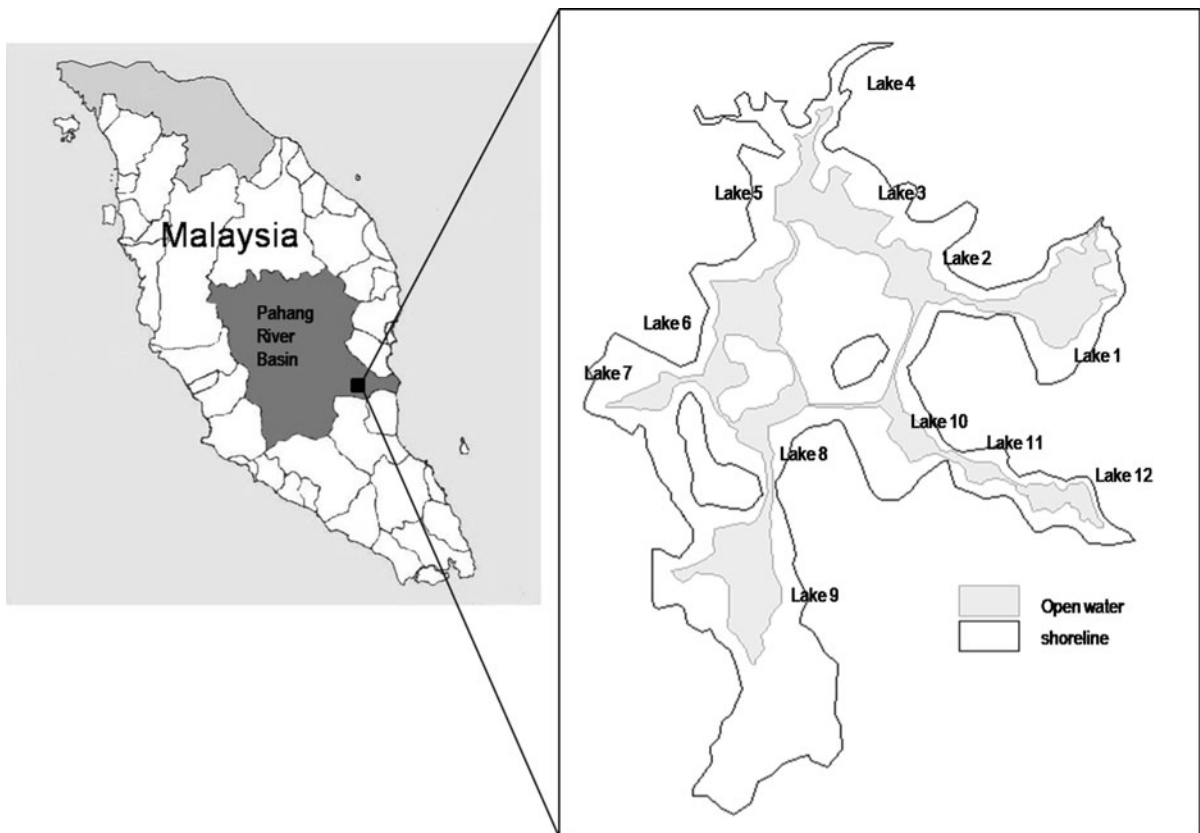 Malaysia
Pahang
River
Basin
Lake 4
Lake 5
Lake 3
Lake 2
Lake 6
Lake 1
Lake 7
Lake 10
Lake 11
Lake 8
Lake 12
Lake 9
Open water
shoreline